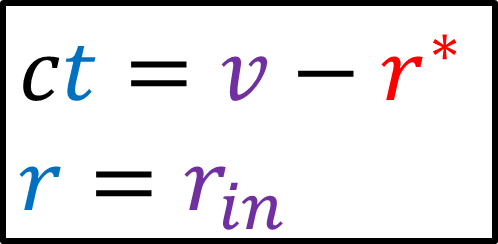 ct = v − r*
r = r_in